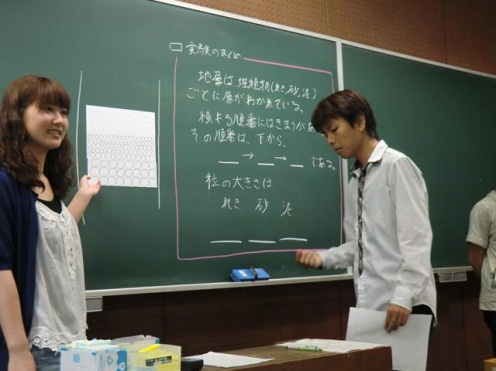 □ 実験のまとめ
地層は堆積物(れき,砂,泥)
ごとに層がわかれている。
積もる順番にはきまりが
その順番は、下から、
＿→＿→＿である。
粒の大きさは
れき 砂 泥